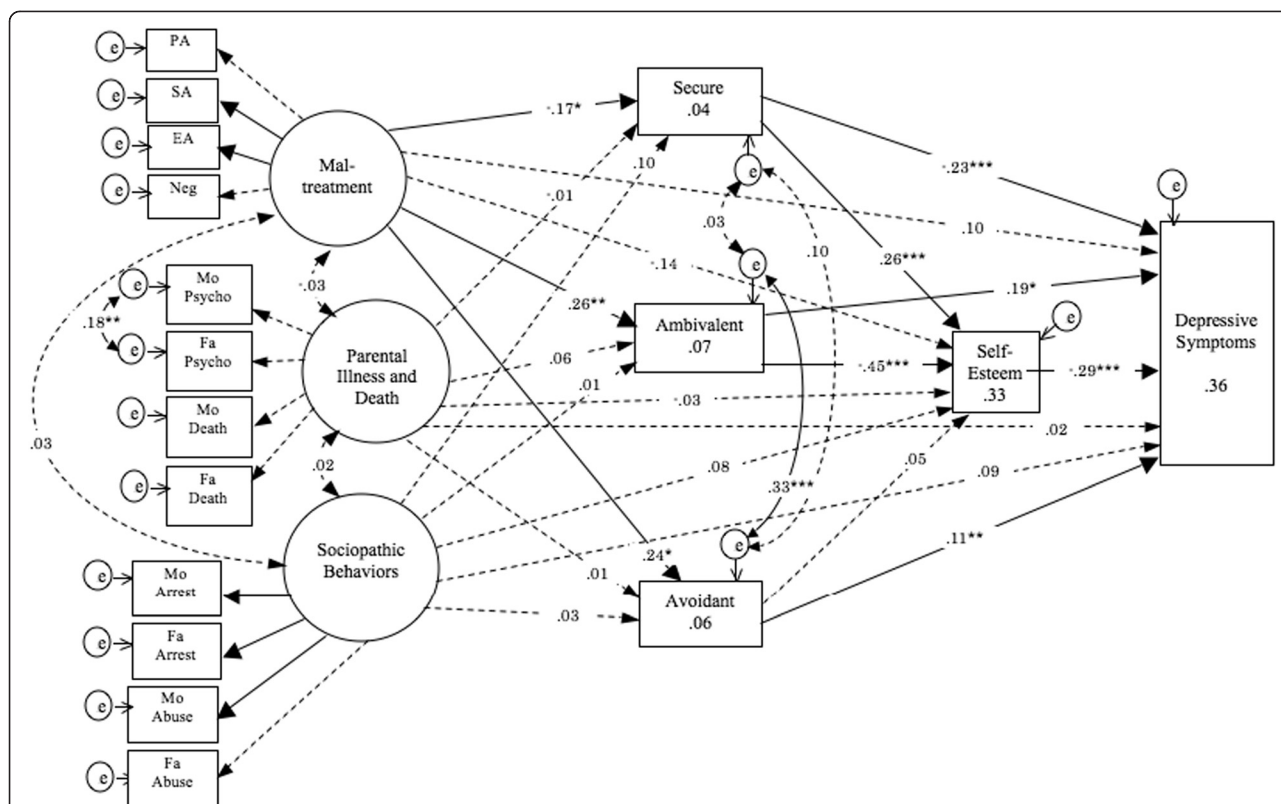 e
PA
e
SA
e
EA
e
Neg
Mal-
treatment
e
Mo
Psycho
.18**
e
Fa
Psycho
e
Mo
Death
e
Fa
Death
-.03
Parental
Illness and
Death
.03
.02
Sociopathic
Behaviors
e
Mo
Arrest
e
Fa
Arrest
e
Mo
Abuse
e
Fa
Abuse
-.17*
Secure
.04
e
.10
-.01
.03
.10
e
.26**
Ambivalent
.07
.06
.01
.33***
e
.24*
Avoidant
.06
.01
.03
-.23***
.10
-.14
.26***
.19*
-.45***
e
Self-
Esteem
.33
-.29***
-.03
.02
.08
.09
.05
.11**
e
Depressive
Symptoms
.36